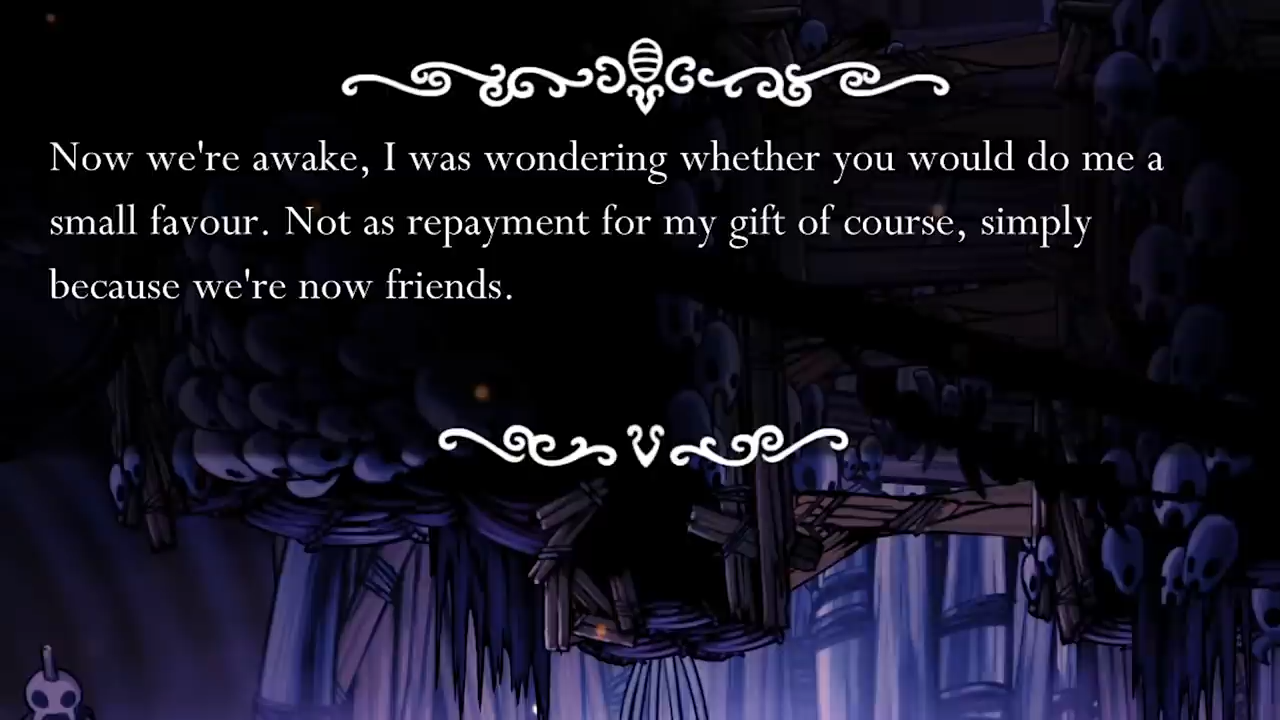 Now we're awake, I was wondering whether you would do me a
small favour. Not as repayment for my gift of course, simply
because we're now friends.